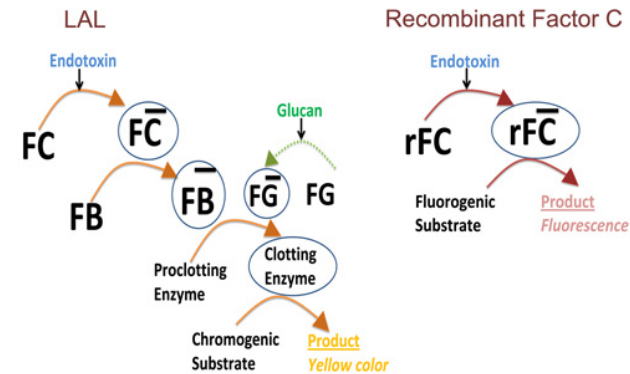 LAL
Endotoxin
FC
FC̅
FB
FB̅
Glucan
FG̅
FG
Proclotting
Enzyme
Clotting
Enzyme
Chromogenic
Substrate
Product
Yellow color
Recombinant Factor C
Endotoxin
rFC
rFC̅
Fluorogenic
Substrate
Product
Fluorescence